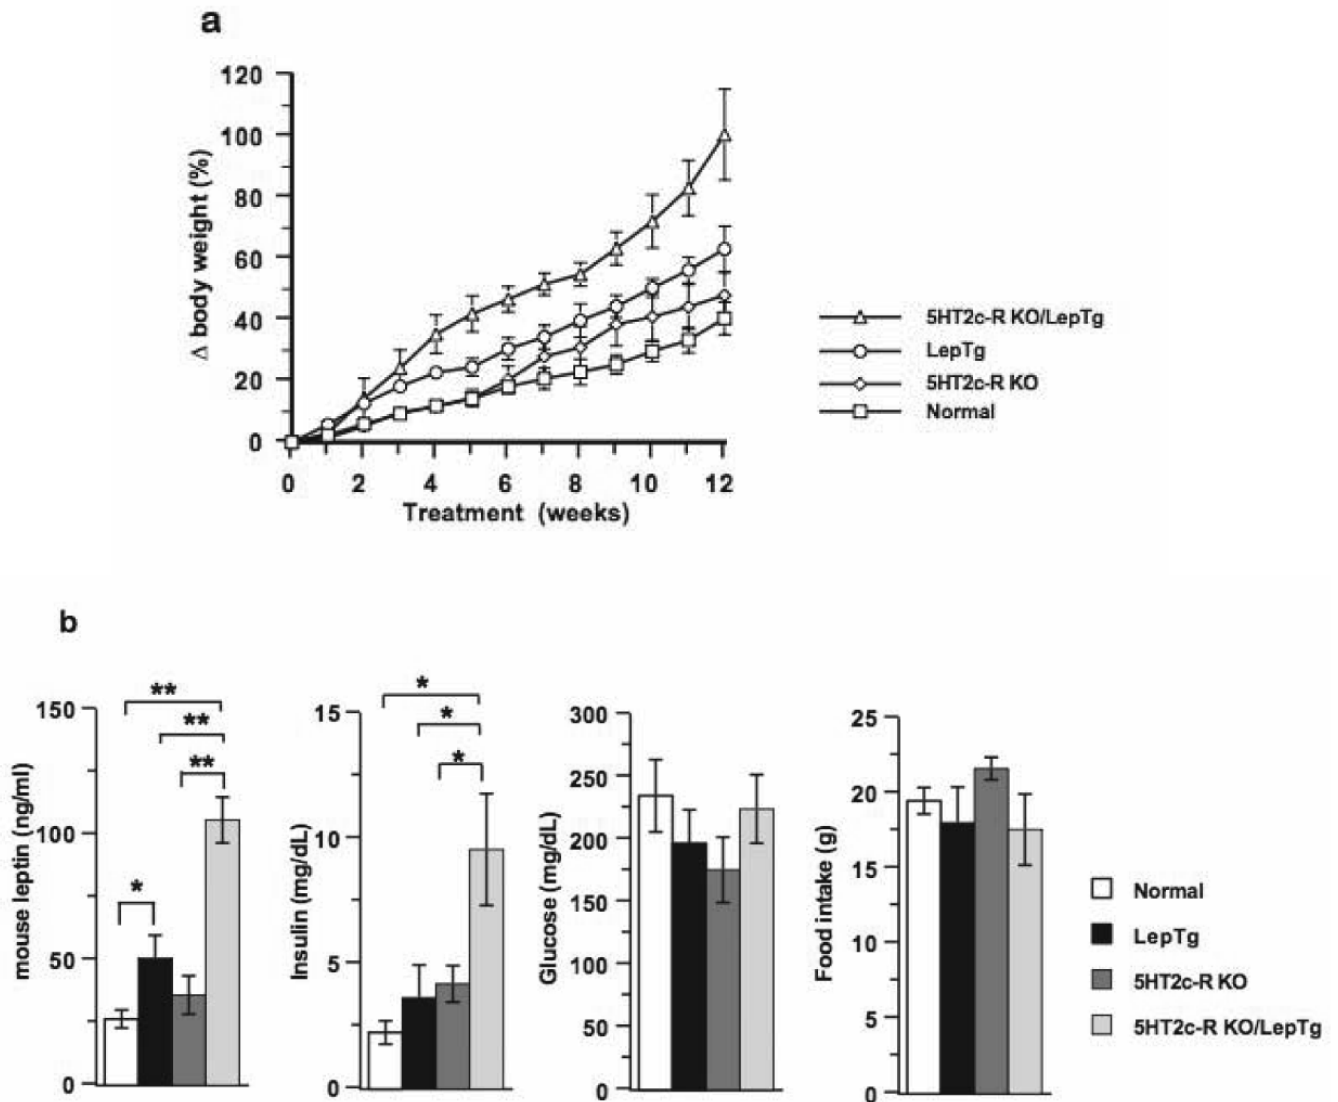 a
120
100
80
60
40
20
0
Δ body weight (%)
0 2 4 6 8 10 12
Treatment (weeks)
5HT2c-R KO/LepTg
LepTg
5HT2c-R KO
Normal
b
150
100
50
0
mouse leptin (ng/ml)
**
**
**
*
15
10
5
0
Insulin (mg/dL)
*
*
*
300
250
200
150
100
50
0
Glucose (mg/dL)
25
20
15
10
5
0
Food intake (g)
Normal
LepTg
5HT2c-R KO
5HT2c-R KO/LepTg